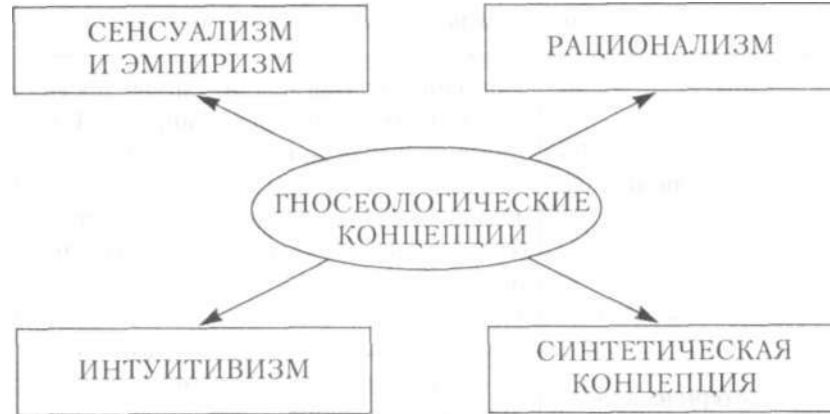 СЕНСУАЛИЗМ
И ЭМПИРИЗМ
РАЦИОНАЛИЗМ
ГНОСЕОЛОГИЧЕСКИЕ
КОНЦЕПЦИИ
ИНТУИТИВИЗМ
СИНТЕТИЧЕСКАЯ
КОНЦЕПЦИЯ